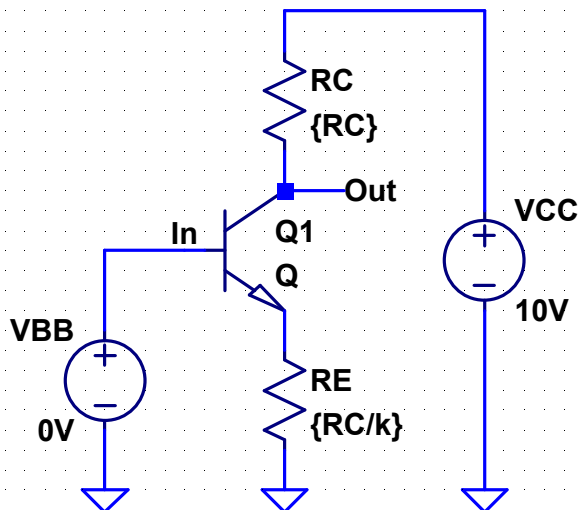 RC
{RC}
Out
VCC
In
Q1
Q
10V
VBB
RE
{RC/k}
0V